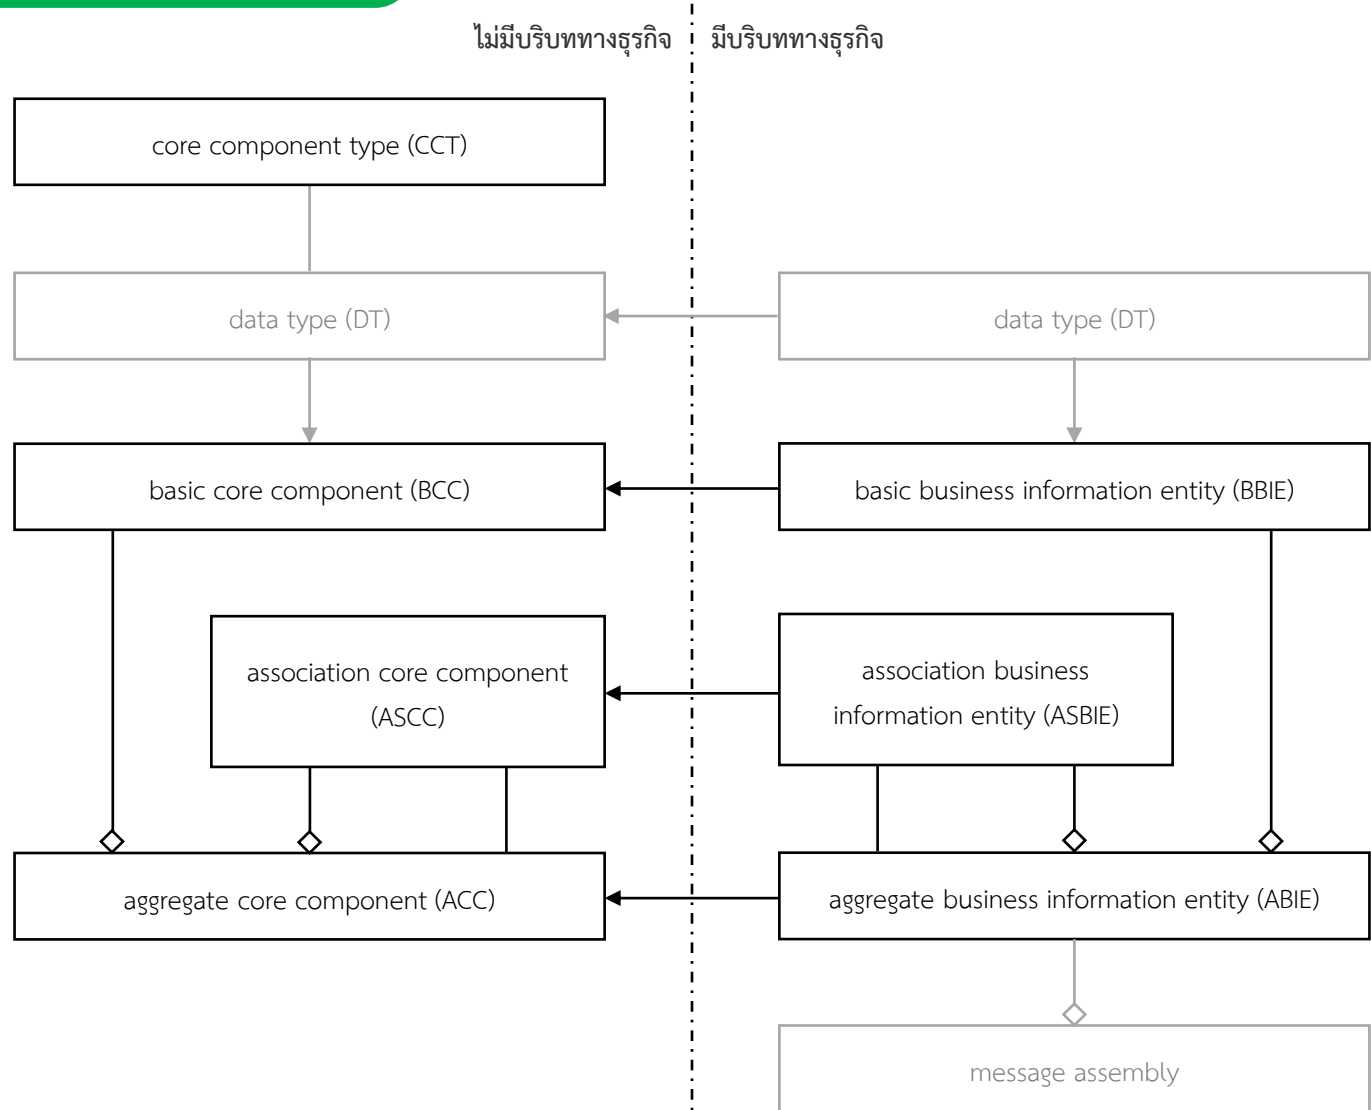 ไม่มีบริบททางธุรกิจ
มีบริบททางธุรกิจ
core component type (CCT)
data type (DT)
data type (DT)
basic core component (BCC)
basic business information entity (BBIE)
association core component
(ASCC)
association business
information entity (ASBIE)
aggregate core component (ACC)
aggregate business information entity (ABIE)
message assembly